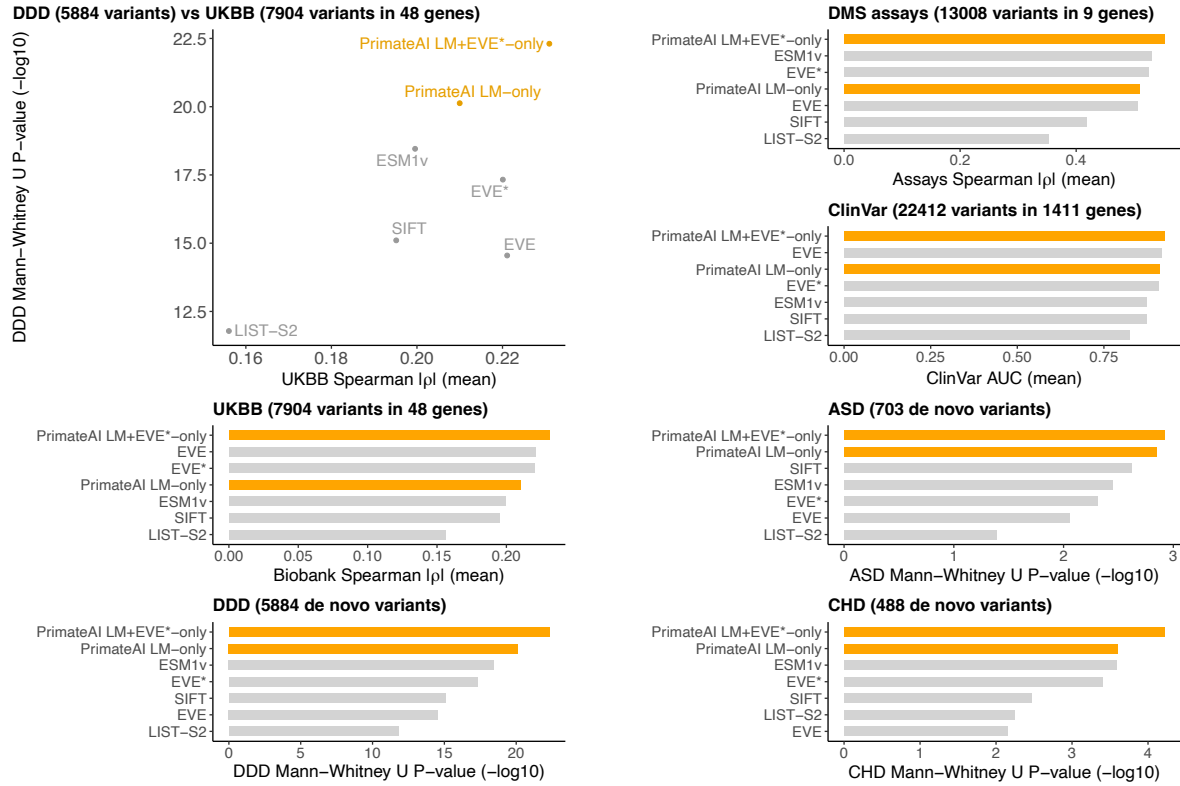 DDD (5884 variants) vs UKBB (7904 variants in 48 genes)
DDD Mann−Whitney U P−value (−log10)
22.5
20.0
17.5
15.0
12.5
PrimateAI LM+EVE*−only
PrimateAI LM−only
ESM1v
EVE*
SIFT
EVE
LIST−S2
0.16
0.18
0.20
0.22
UKBB Spearman |ρ| (mean)
DMS assays (13008 variants in 9 genes)
PrimateAI LM+EVE*−only
ESM1v
EVE*
PrimateAI LM−only
EVE
SIFT
LIST−S2
0.0
0.2
0.4
Assays Spearman |ρ| (mean)
ClinVar (22412 variants in 1411 genes)
PrimateAI LM+EVE*−only
EVE
PrimateAI LM−only
EVE*
ESM1v
SIFT
LIST−S2
0.00
0.25
0.50
0.75
ClinVar AUC (mean)
UKBB (7904 variants in 48 genes)
PrimateAI LM+EVE*−only
EVE
EVE*
PrimateAI LM−only
ESM1v
SIFT
LIST−S2
0.00
0.05
0.10
0.15
0.20
Biobank Spearman |ρ| (mean)
ASD (703 de novo variants)
PrimateAI LM+EVE*−only
PrimateAI LM−only
SIFT
ESM1v
EVE*
EVE
LIST−S2
0
1
2
3
ASD Mann−Whitney U P−value (−log10)
DDD (5884 de novo variants)
PrimateAI LM+EVE*−only
PrimateAI LM−only
ESM1v
EVE*
SIFT
EVE
LIST−S2
0
5
10
15
20
DDD Mann−Whitney U P−value (−log10)
CHD (488 de novo variants)
PrimateAI LM+EVE*−only
PrimateAI LM−only
ESM1v
EVE*
SIFT
LIST−S2
EVE
0
1
2
3
4
CHD Mann−Whitney U P−value (−log10)